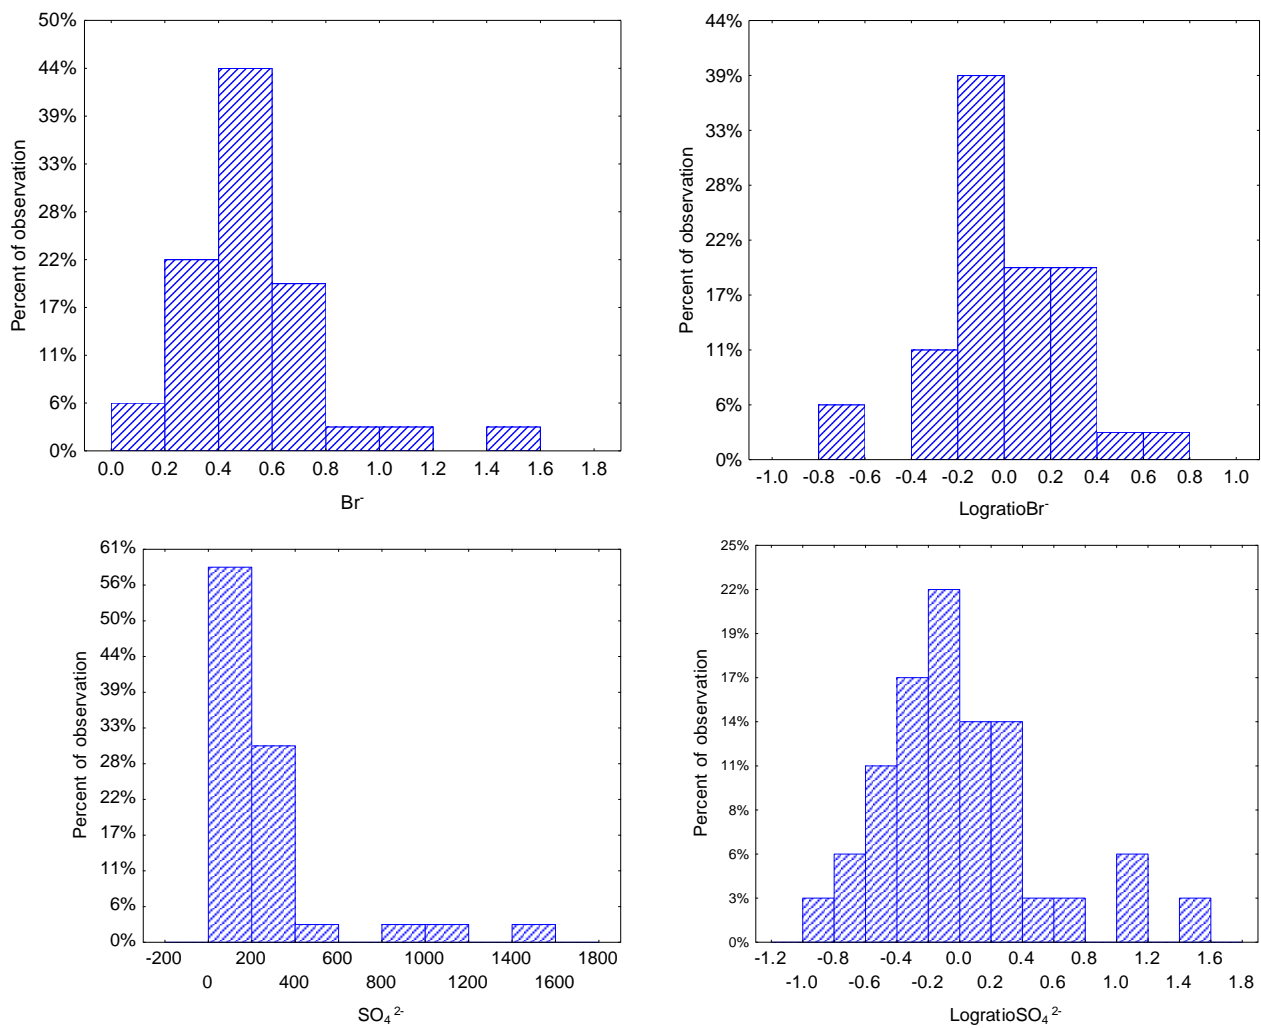 50%
44%
39%
33%
28%
22%
17%
11%
6%
0%
Percent of observation
0.0 0.2 0.4 0.6 0.8 1.0 1.2 1.4 1.6 1.8
Br-
44%
39%
33%
28%
22%
17%
11%
6%
0%
Percent of observation
-1.0 -0.8 -0.6 -0.4 -0.2 0.0 0.2 0.4 0.6 0.8 1.0
LogratioBr-
61%
56%
50%
44%
39%
33%
28%
22%
17%
11%
6%
0%
Percent of observation
-200 200 600 1000 1400 1800
0 400 800 1200 1600
SO4 2-
25%
22%
19%
17%
14%
11%
8%
6%
3%
0%
Percent of observation
-1.2 -0.8 -0.4 0.0 0.4 0.8 1.2 1.6
-1.0 -0.6 -0.2 0.2 0.6 1.0 1.4 1.8
LogratioSO4 2-